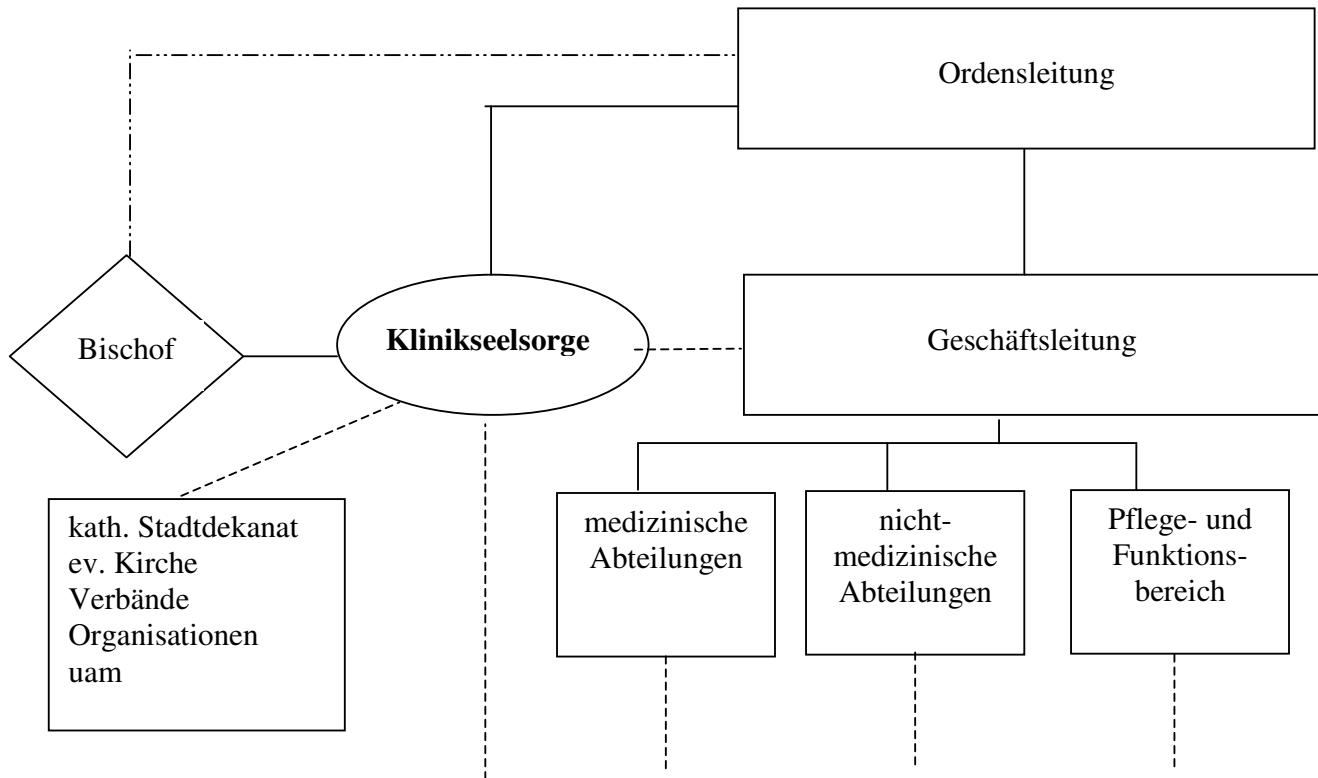 Ordensleitung
Bischof
Klinikseelsorge
Geschäftsleitung
kath. Stadtdekanat
ev. Kirche
Verbände
Organisationen
uam
medizinische
Abteilungen
nicht-
medizinische
Abteilungen
Pflege- und
Funktions-
bereich